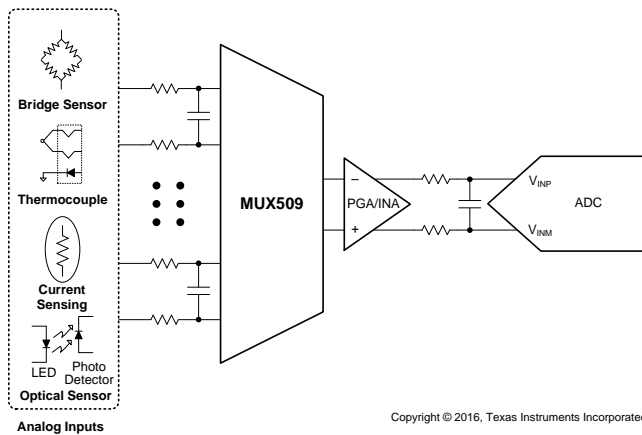 Bridge Sensor
Thermocouple
Current
Sensing
LED
Photo
Detector
Optical Sensor
Analog Inputs
MUX509
−
+
PGA/INA
VINP
VINM
ADC
Copyright © 2016, Texas Instruments Incorporated